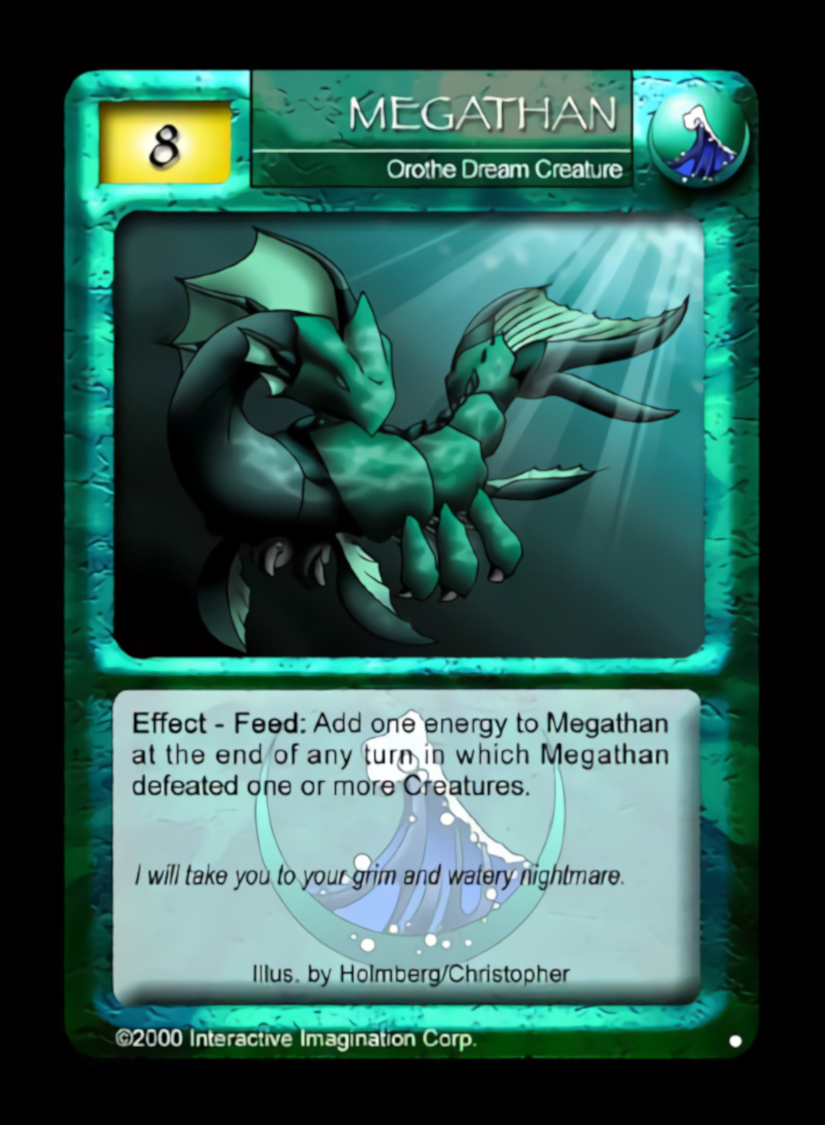 8
MEGATHAN
Orothe Dream Creature
Effect - Feed: Add one energy to Megathan
at the end of any turn in which Megathan
defeated one or more Creatures.
I will take you to your grim and watery nightmare.
Illus. by Holmberg/Christopher
©2000 Interactive Imagination Corp.